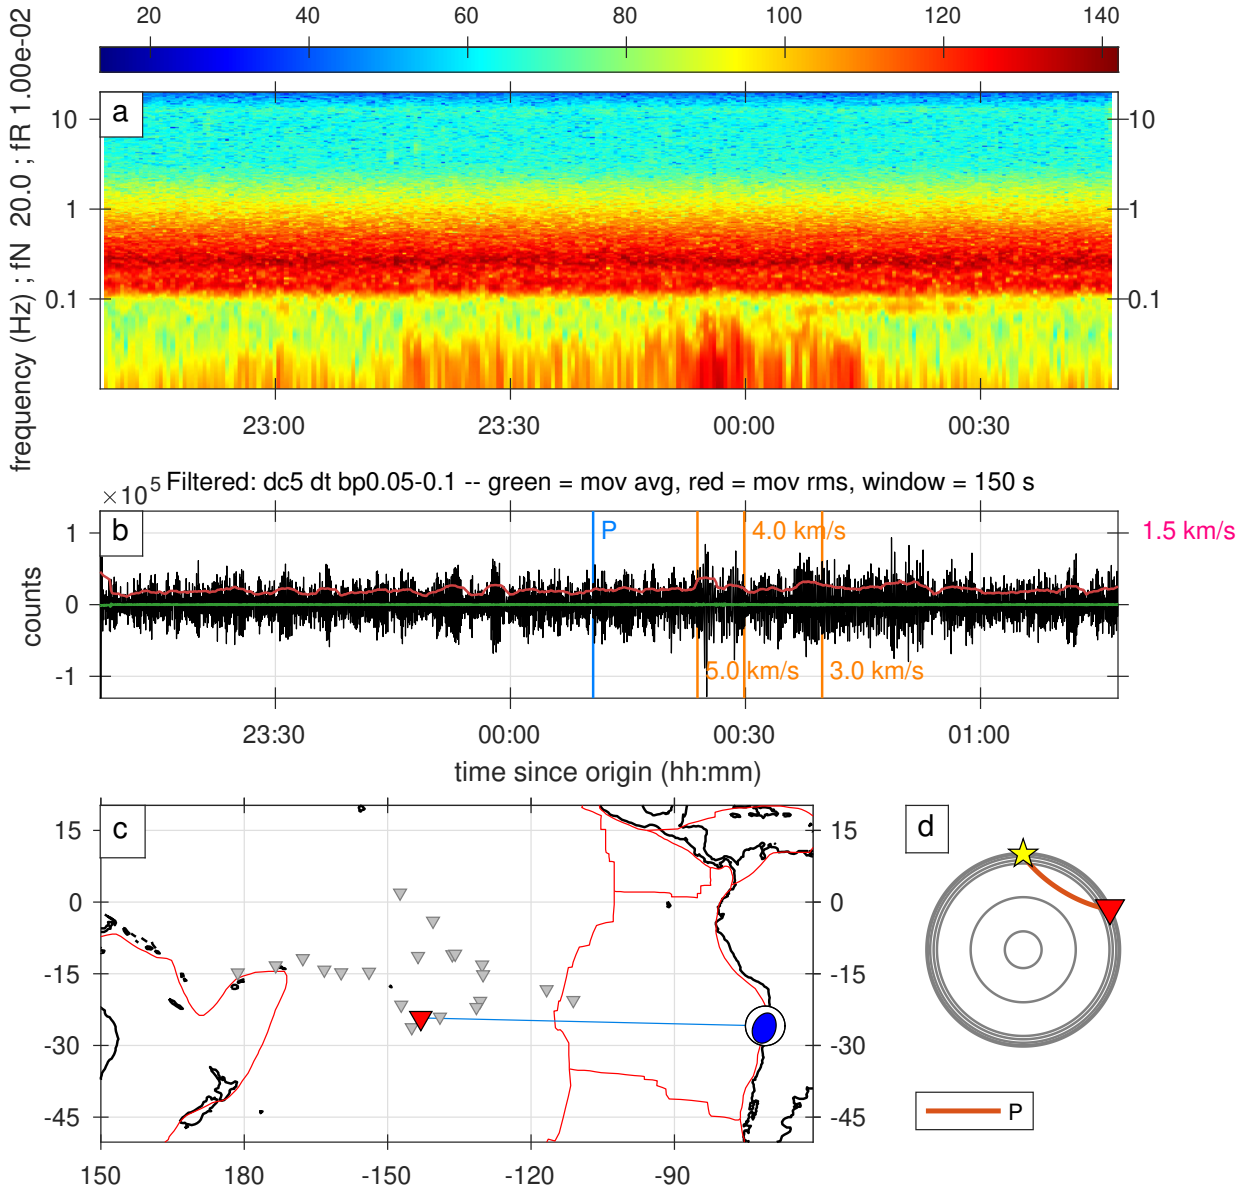 20 40 60 80 100 120 140
frequency (Hz) ; fN 20.0 ; fR 1.00e-02
a
10 10
1 1
0.1 0.1
23:00 23:30 00:00 00:30
×10 5 Filtered: dc5 dt bp0.05-0.1 -- green = mov avg, red = mov rms, window = 150 s
b
counts
1 P 4.0 km/s 1.5 km/s
0
-1 5.0 km/s 3.0 km/s
23:30 00:00 00:30 01:00
time since origin (hh:mm)
c
d
15 15
0 0
-15 -15
-30 -30
-45 -45
150 180 -150 -120 -90
P